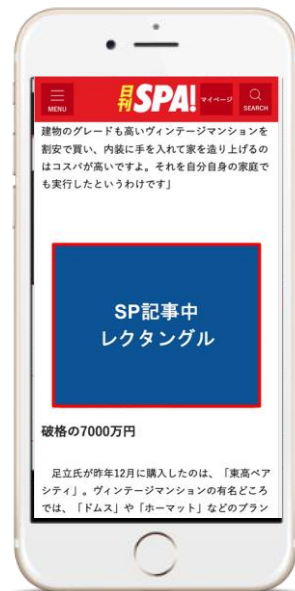 MENU
日刊SPA!
マイページ
SEARCH
建物のグレードも高いヴィンテージマンションを
割安で買い、内装に手を入れて家を造り上げるの
はコスパが高いですよ。それを自分自身の家庭で
も実行したというわけです」
SP記事中
レクタングル
破格の7000万円
足立氏が昨年12月に購入したのは、「東高ペア
シティ」。ヴィンテージマンションの有名どころ
では、「ドムス」や「ホーマット」などのブラン